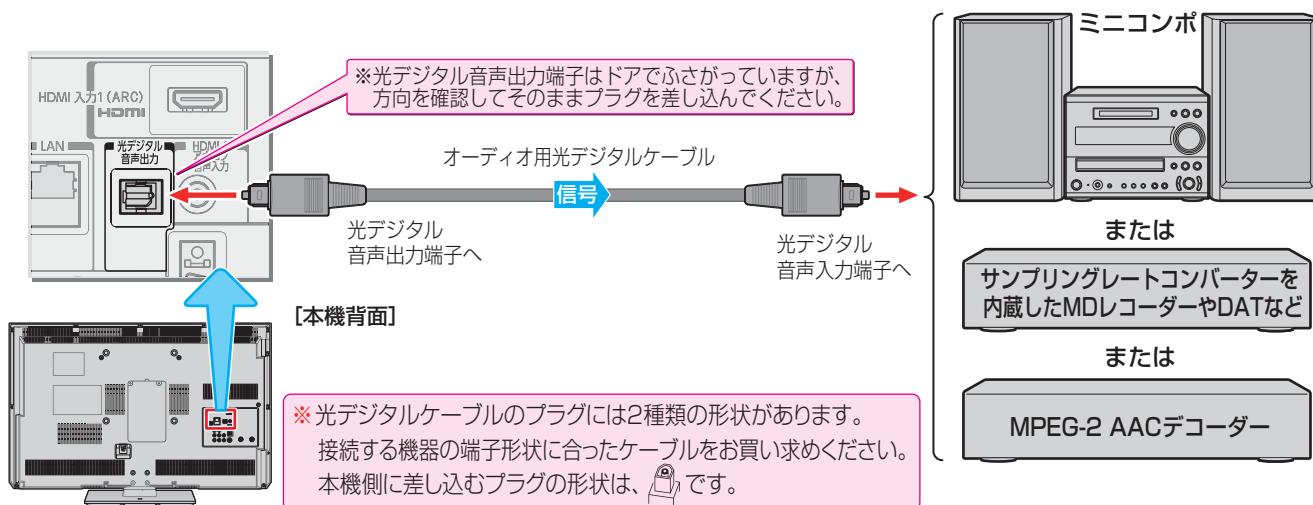 ミニコンポ
※光デジタル音声出力端子はドアでふさがっていますが、
方向を確認してそのままプラグを差し込んでください。
HDMI 入力1(ARC)
HDMI
LAN
光デジタル
音声出力
オーディオ用光デジタルケーブル
信号
光デジタル
音声出力端子へ
光デジタル
音声入力端子へ
または
サンプリングレートコンバーターを
内蔵したMDレコーダーやDATなど
または
MPEG-2 AACデコーダー
[本機背面]
※光デジタルケーブルのプラグには2種類の形状があります。
接続する機器の端子形状に合ったケーブルをお買い求めください。
本機側に差し込むプラグの形状は、です。